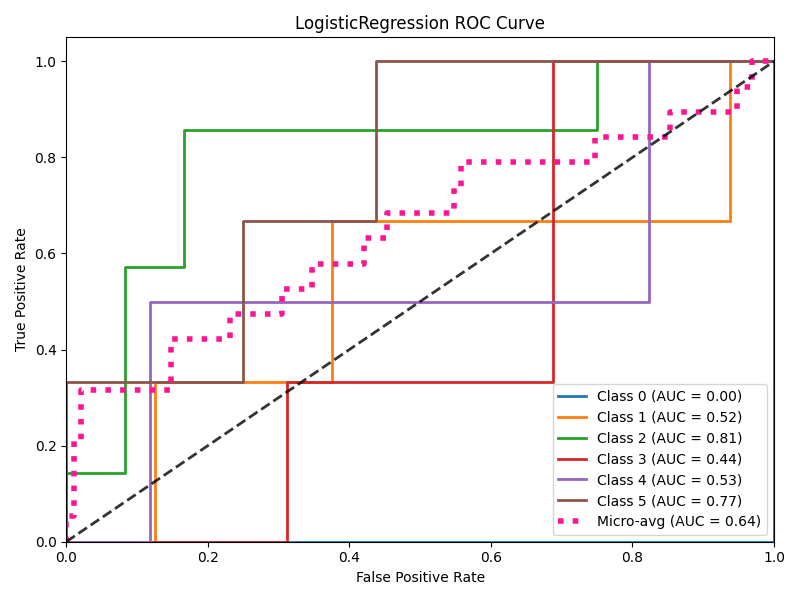 LogisticRegression ROC Curve
True Positive Rate
1.0
0.8
0.6
0.4
0.2
0.0
Class 0 (AUC = 0.00)
Class 1 (AUC = 0.52)
Class 2 (AUC = 0.81)
Class 3 (AUC = 0.44)
Class 4 (AUC = 0.53)
Class 5 (AUC = 0.77)
Micro-avg (AUC = 0.64)
0.0 0.2 0.4 0.6 0.8 1.0
False Positive Rate